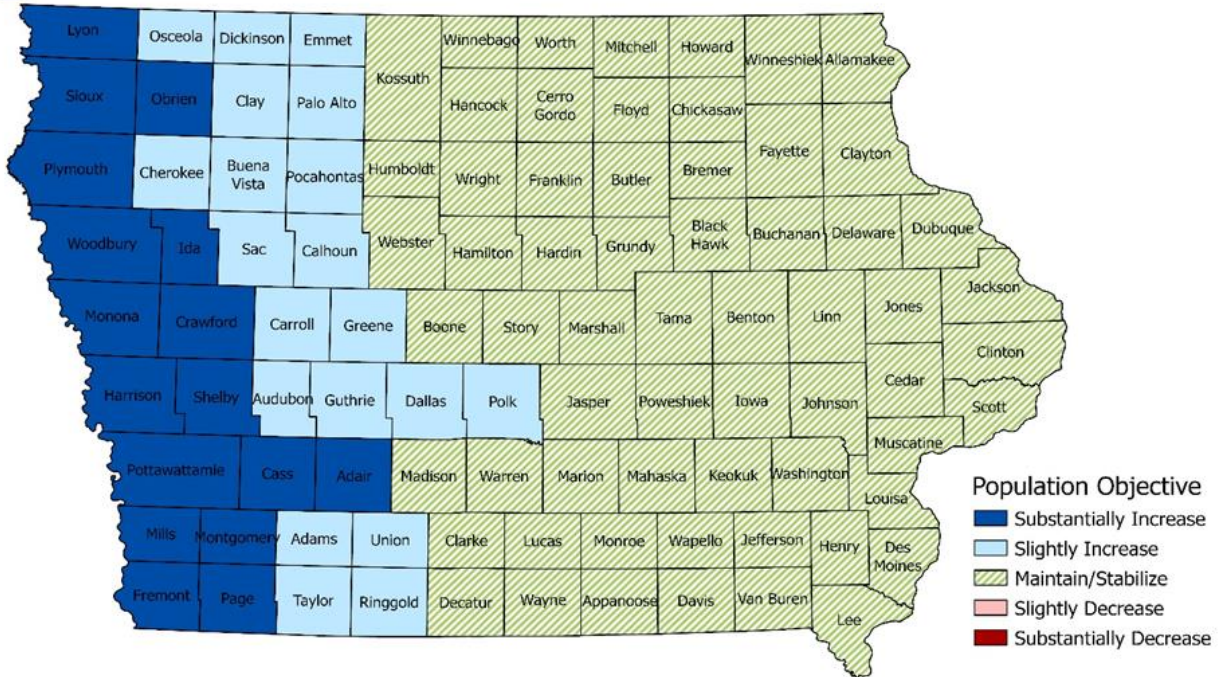 Lyon
Osceola
Dickinson
Emmet
Kossuth
Winnebago
Worth
Mitchell
Howard
Winneshiek
Allamakee
Sioux
Obrien
Clay
Palo Alto
Hancock
Cerro
Gordo
Floyd
Chickasaw
Plymouth
Cherokee
Buena
Vista
Pocahontas
Humboldt
Wright
Franklin
Butler
Bremer
Fayette
Clayton
Woodbury
Ida
Sac
Calhoun
Webster
Hamilton
Hardin
Grundy
Black
Hawk
Buchanan
Delaware
Dubuque
Monona
Crawford
Carroll
Greene
Boone
Story
Marshall
Tama
Benton
Linn
Jones
Jackson
Clinton
Harrison
Shelby
Audubon
Guthrie
Dallas
Polk
Jasper
Poweshiek
Iowa
Johnson
Cedar
Scott
Muscatine
Pottawattamie
Cass
Adair
Madison
Warren
Marion
Mahaska
Keokuk
Washington
Louisa
Mills
Montgomery
Adams
Union
Clarke
Lucas
Monroe
Wapello
Jefferson
Henry
Des
Moines
Fremont
Page
Taylor
Ringgold
Decatur
Wayne
Appanoose
Davis
Van Buren
Lee
Population Objective
Substantially Increase
Slightly Increase
Maintain/Stabilize
Slightly Decrease
Substantially Decrease